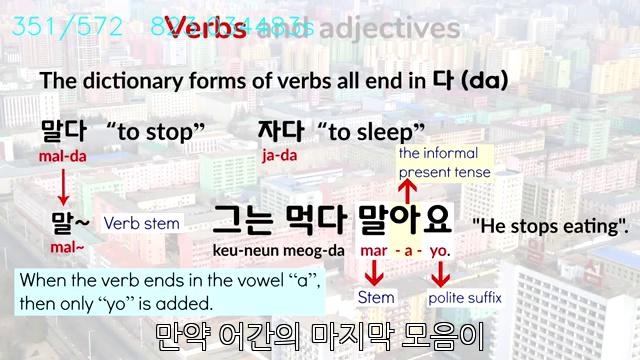 351/572 823.034483s
Verbs and adjectives
The dictionary forms of verbs all end in 다 (da)
말다 “to stop” 자다 “to sleep”
mal-da ja-da
the informal
present tense
말~ Verb stem 그는 먹다 말아요 "He stops eating".
mal~ keu-neun meog-da mar - a - yo.
When the verb ends in the vowel “a”,
then only “yo” is added.
Stem polite suffix
만약 어간의 마지막 모음이